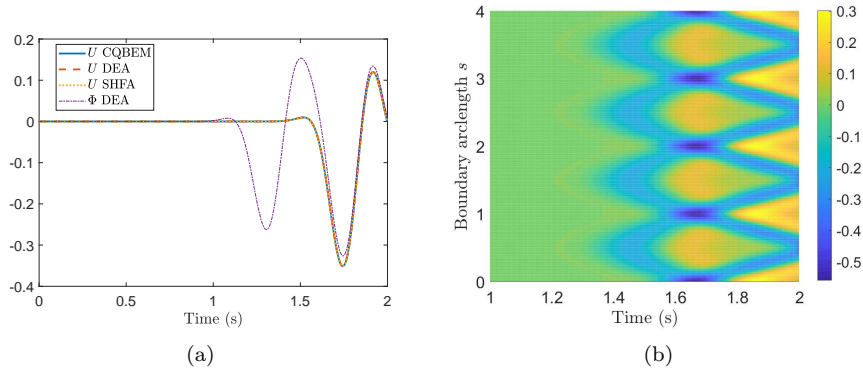 0.2
0.1
0
-0.1
-0.2
-0.3
-0.4
U CQBEM
U DEA
U SHFA
Φ DEA
0 0.5 1 1.5 2
Time (s)
(a)
4
3
2
1
0
Boundary arclength s
1 1.2 1.4 1.6 1.8 2
Time (s)
0.3
0.2
0.1
0
-0.1
-0.2
-0.3
-0.4
-0.5
(b)